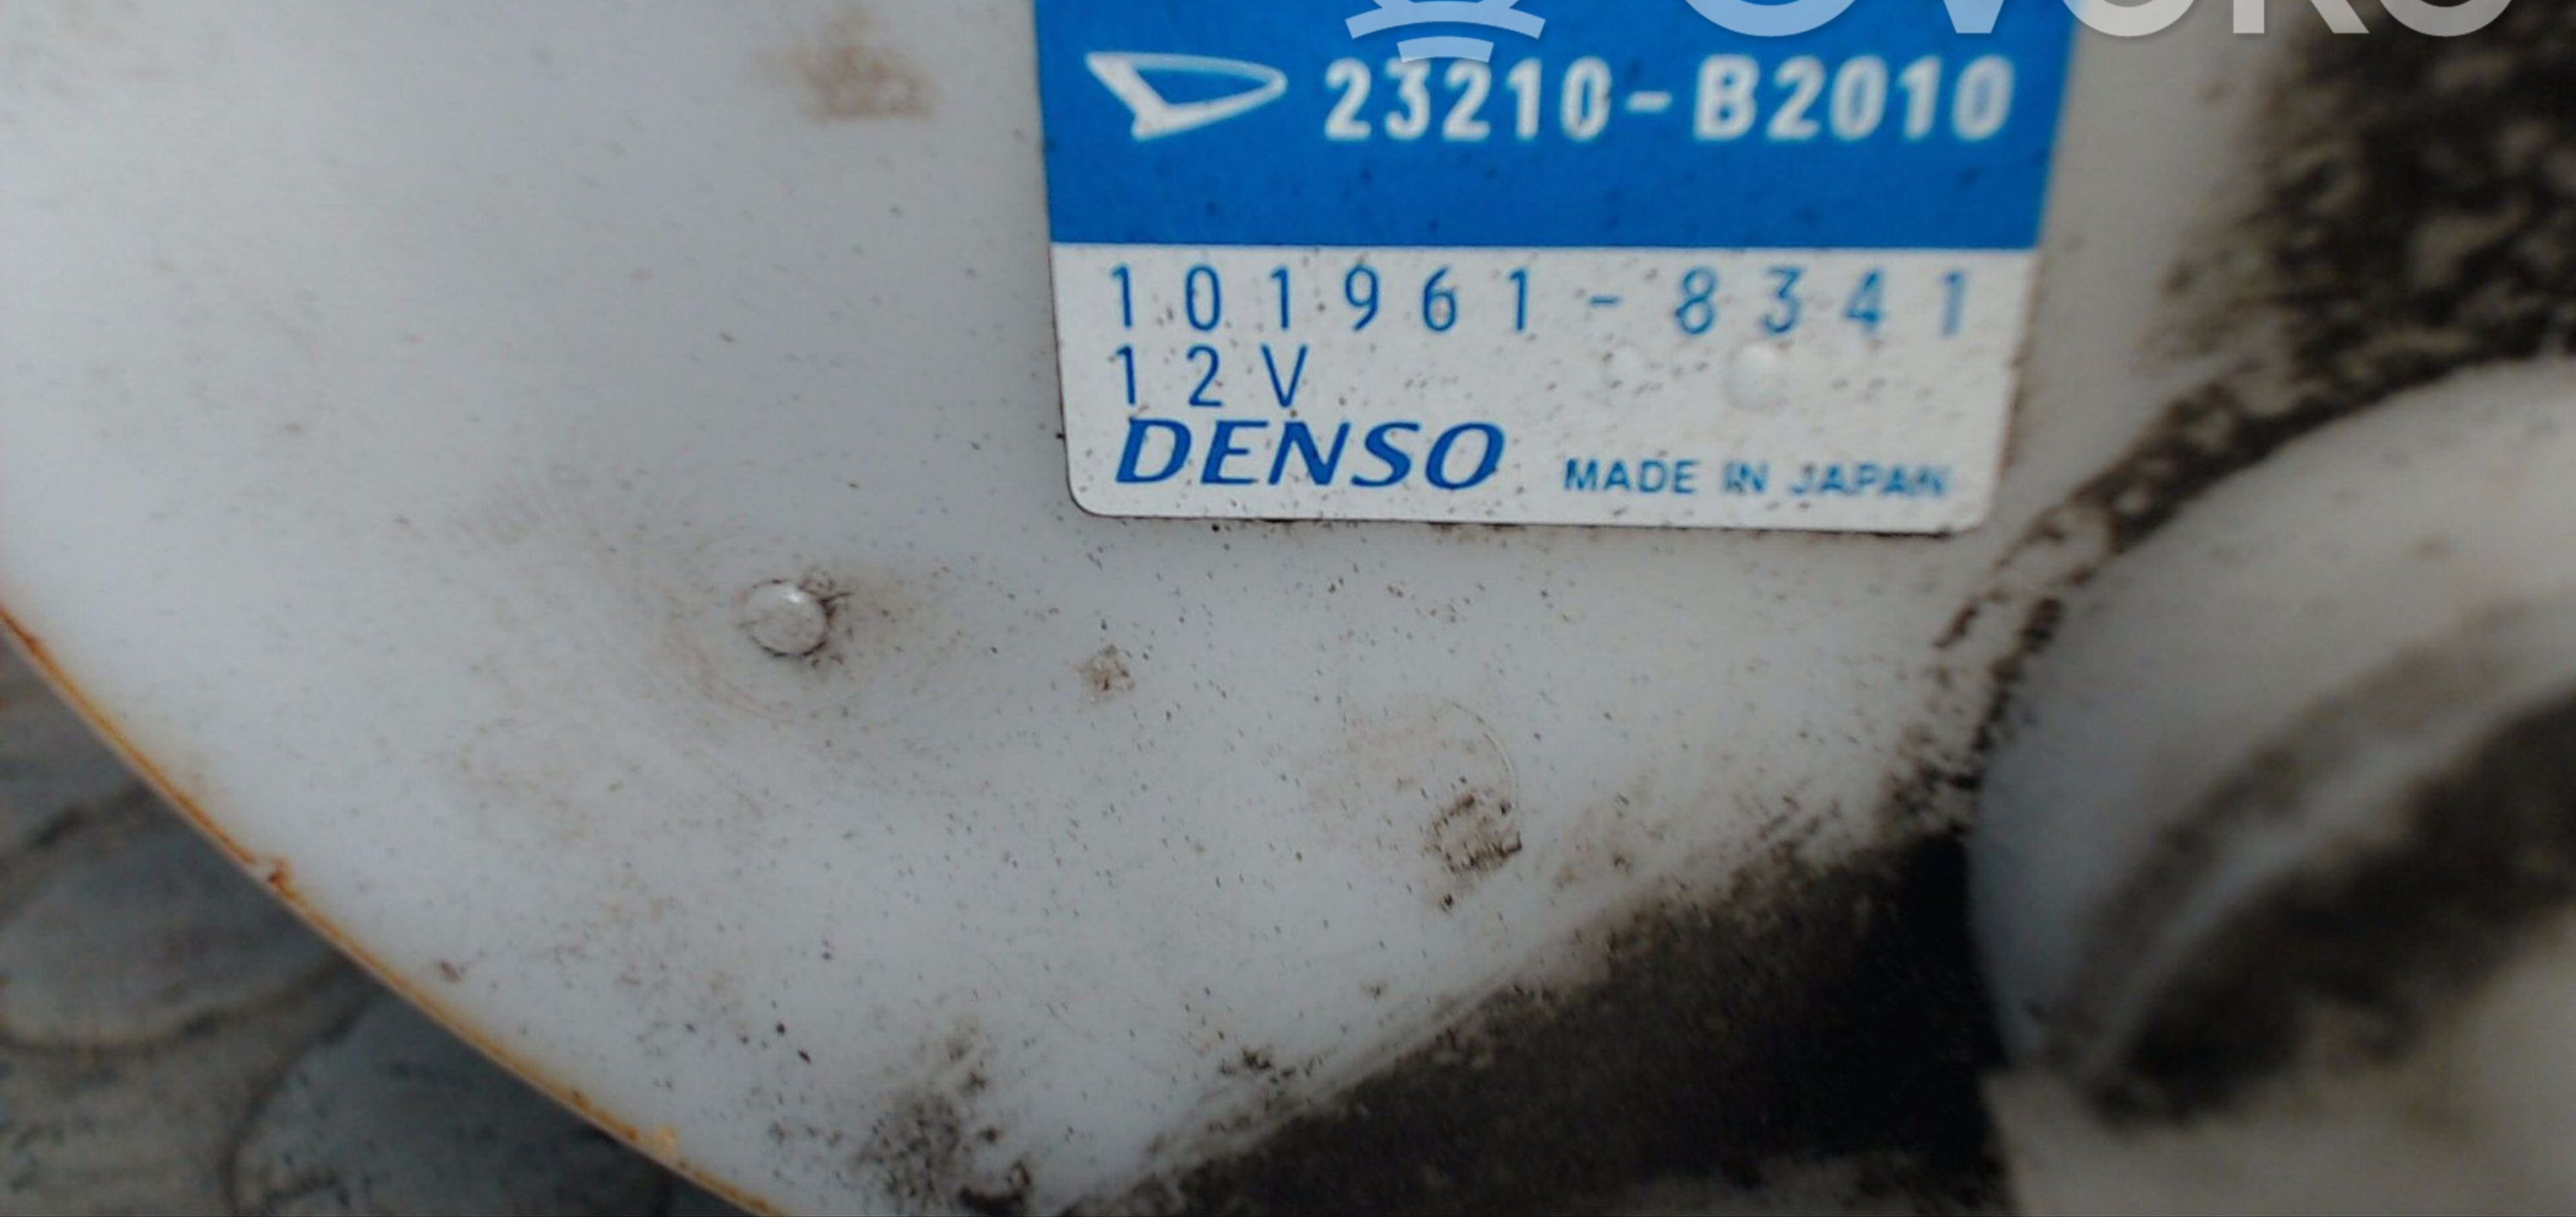 23210-B2010
101961-8341
12V
DENSO MADE IN JAPAN